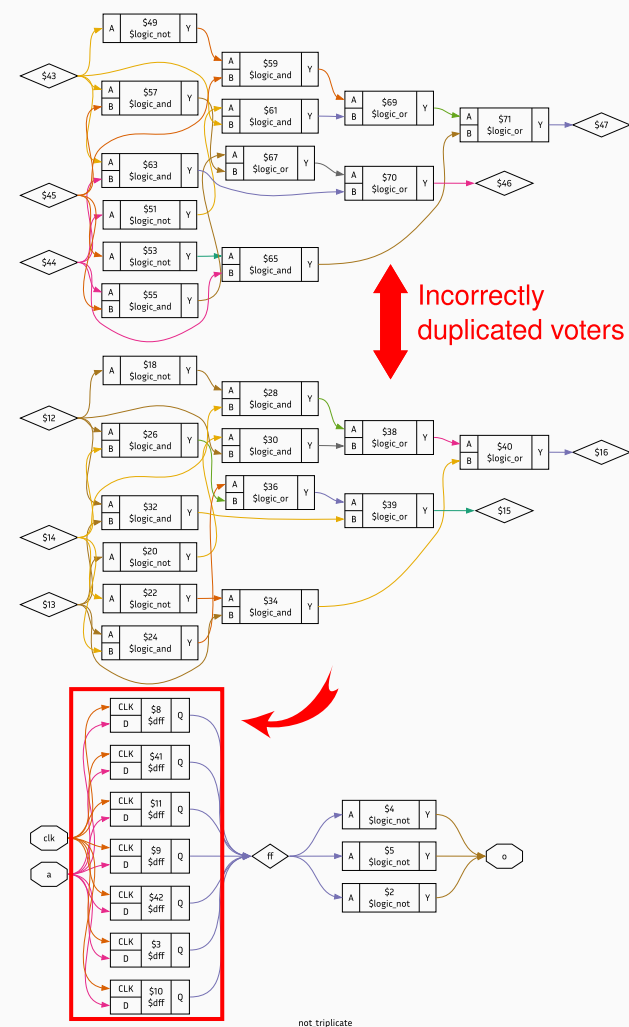 $43
A $49 $logic_not Y
A B $57 $logic_and Y
A B $59 $logic_and Y
A B $61 $logic_and Y
A B $69 $logic_or Y
A B $71 $logic_or Y
$47
$45
A B $63 $logic_and Y
A B $67 $logic_or Y
A B $70 $logic_or Y
$46
A $51 $logic_not Y
$44
A $53 $logic_not Y
A B $65 $logic_and Y
A B $55 $logic_and Y
Incorrectly
duplicated voters
$12
A $18 $logic_not Y
A B $26 $logic_and Y
A B $28 $logic_and Y
A B $30 $logic_and Y
A B $38 $logic_or Y
A B $40 $logic_or Y
$16
$14
A B $32 $logic_and Y
A B $36 $logic_or Y
A B $39 $logic_or Y
$15
A $20 $logic_not Y
$13
A $22 $logic_not Y
A B $34 $logic_and Y
A B $24 $logic_and Y
CLK D $8 $dff Q
CLK D $41 $dff Q
CLK D $11 $dff Q
clk
CLK D $9 $dff Q
a
CLK D $42 $dff Q
CLK D $3 $dff Q
CLK D $10 $dff Q
ff
A $4 $logic_not Y
A $5 $logic_not Y
A $2 $logic_not Y
o
not_triplicate